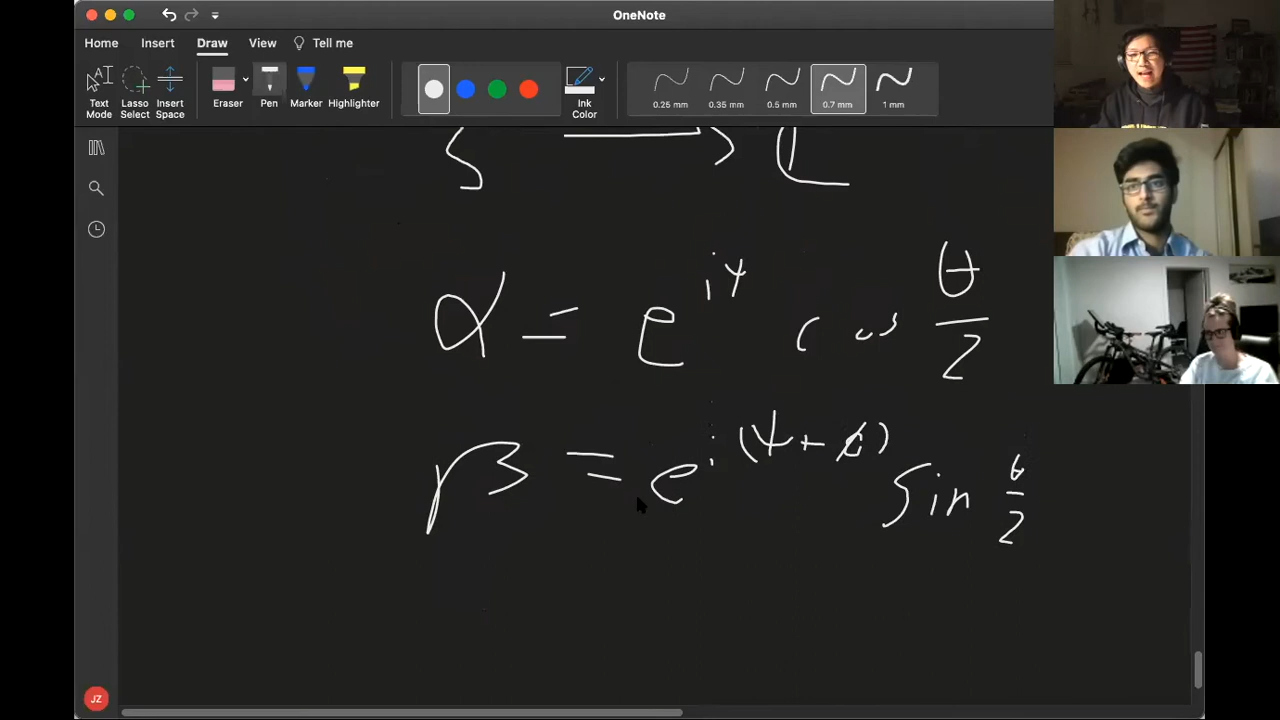 OneNote
Home Insert Draw View Tell me
Text Mode Lasso Select Insert Space Eraser Pen Marker Highlighter Ink Color 0.25 mm 0.35 mm 0.5 mm 0.7 mm 1 mm
α = e^{iψ} cos θ/2
β = e^{i(ψ+φ)} sin θ/2
JZ